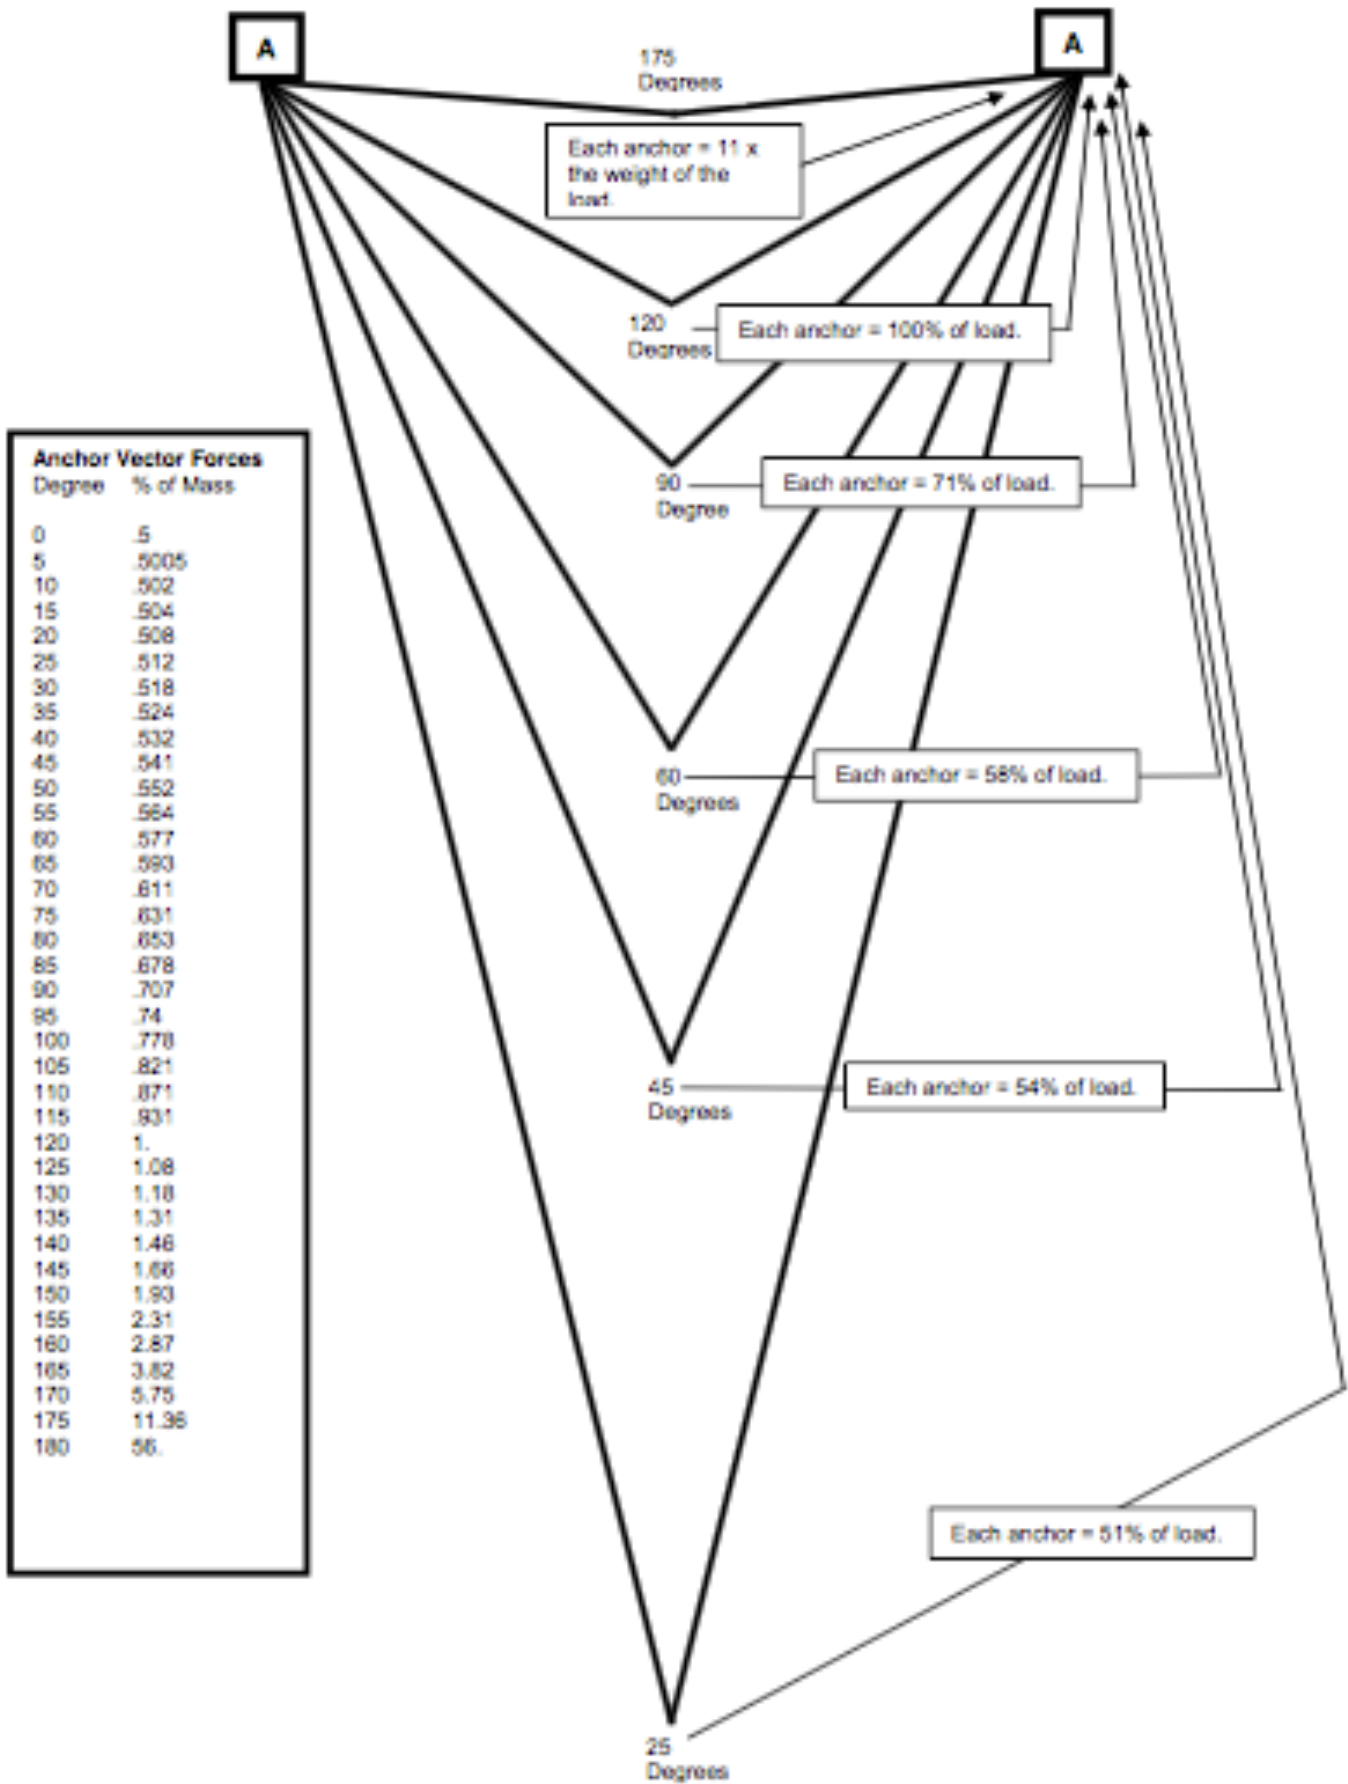 A
A
175
Degrees
Each anchor = 11 x
the weight of the
load.
120
Degrees
Each anchor = 100% of load.
90
Degree
Each anchor = 71% of load.
60
Degrees
Each anchor = 58% of load.
45
Degrees
Each anchor = 54% of load.
Each anchor = 51% of load.
25
Degrees
Anchor Vector Forces
Degree % of Mass
0 .5
5 .5005
10 .502
15 .504
20 .508
25 .512
30 .518
35 .524
40 .532
45 .541
50 .552
55 .564
60 .577
65 .593
70 .611
75 .631
80 .653
85 .678
90 .707
95 .74
100 .778
105 .821
110 .871
115 .931
120 1.
125 1.08
130 1.18
135 1.31
140 1.46
145 1.66
150 1.93
155 2.31
160 2.87
165 3.82
170 5.75
175 11.36
180 56.